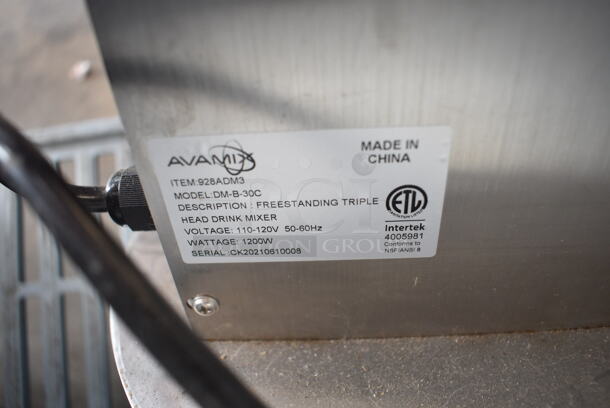 AVAMIX
MADE IN
CHINA
ITEM:928ADM3
MODEL:DM-B-30C
DESCRIPTION : FREESTANDING TRIPLE
HEAD DRINK MIXER
VOLTAGE: 110-120V 50-60Hz
WATTAGE: 1200W
SERIAL :CK20210610008
ETL
Intertek
4005981
Conforms to
NSF/ANSI 8